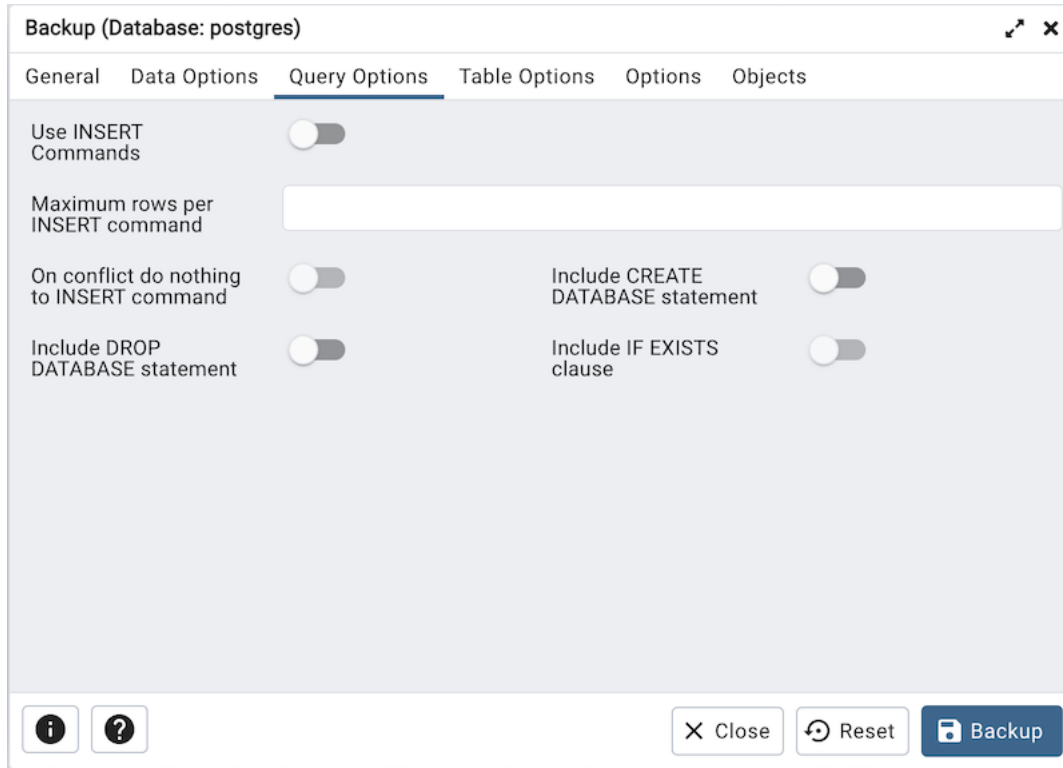 Backup (Database: postgres)
General Data Options Query Options Table Options Options Objects
Use INSERT
Commands
Maximum rows per
INSERT command
On conflict do nothing
to INSERT command
Include CREATE
DATABASE statement
Include DROP
DATABASE statement
Include IF EXISTS
clause
Close Reset Backup